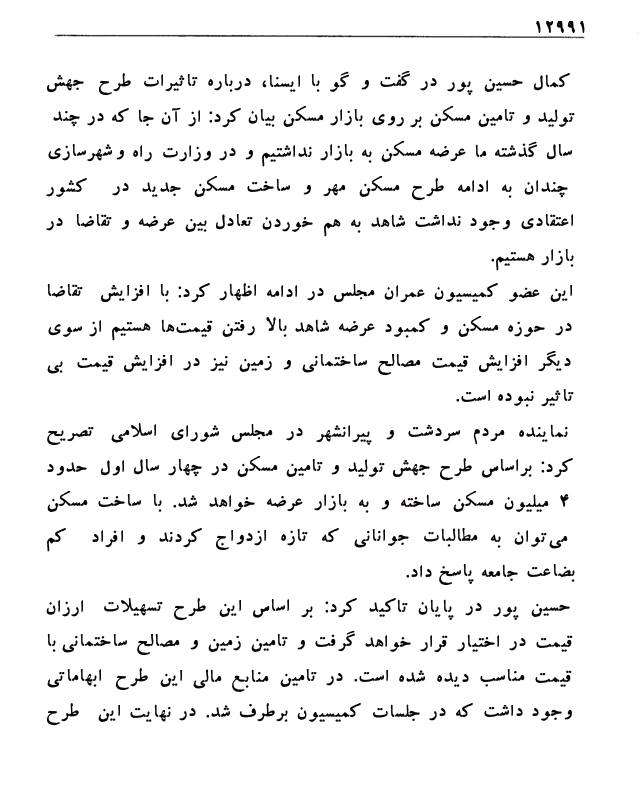 ۱۲۹۹۱
کمال حسین پور در گفت و گو با ایسنا، درباره تاثیرات طرح جهش
تولید و تامین مسکن بر روی بازار مسکن بیان کرد: از آن جا که در چند
سال گذشته ما عرضه مسکن به بازار نداشتیم و در وزارت راه و شهرسازی
چندان به ادامه طرح مسکن مهر و ساخت مسکن جدید در کشور
اعتقادی وجود نداشت شاهد به هم خوردن تعادل بین عرضه و تقاضا در
بازار هستیم.
این عضو کمیسیون عمران مجلس در ادامه اظهار کرد: با افزایش تقاضا
در حوزه مسکن و کمبود عرضه شاهد بالا رفتن قیمت‌ها هستیم از سوی
دیگر افزایش قیمت مصالح ساختمانی و زمین نیز در افزایش قیمت بی
تاثیر نبوده است.
نماینده مردم سردشت و پیرانشهر در مجلس شورای اسلامی تصریح
کرد: براساس طرح جهش تولید و تامین مسکن در چهار سال اول حدود
۴ میلیون مسکن ساخته و به بازار عرضه خواهد شد. با ساخت مسکن
می‌توان به مطالبات جوانانی که تازه ازدواج کردند و افراد کم
بضاعت جامعه پاسخ داد.
حسین پور در پایان تاکید کرد: بر اساس این طرح تسهیلات ارزان
قیمت در اختیار قرار خواهد گرفت و تامین زمین و مصالح ساختمانی با
قیمت مناسب دیده شده است. در تامین منابع مالی این طرح ابهاماتی
وجود داشت که در جلسات کمیسیون برطرف شد. در نهایت این طرح